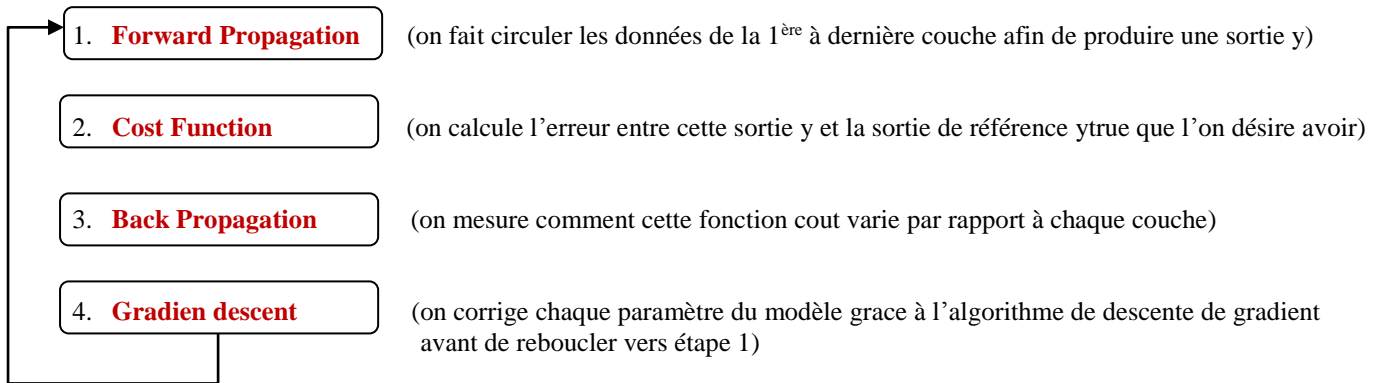 1. Forward Propagation (on fait circuler les données de la 1ère à dernière couche afin de produire une sortie y)
2. Cost Function (on calcule l’erreur entre cette sortie y et la sortie de référence ytrue que l’on désire avoir)
3. Back Propagation (on mesure comment cette fonction cout varie par rapport à chaque couche)
4. Gradien descent (on corrige chaque paramètre du modèle grace à l’algorithme de descente de gradient
avant de reboucler vers étape 1)